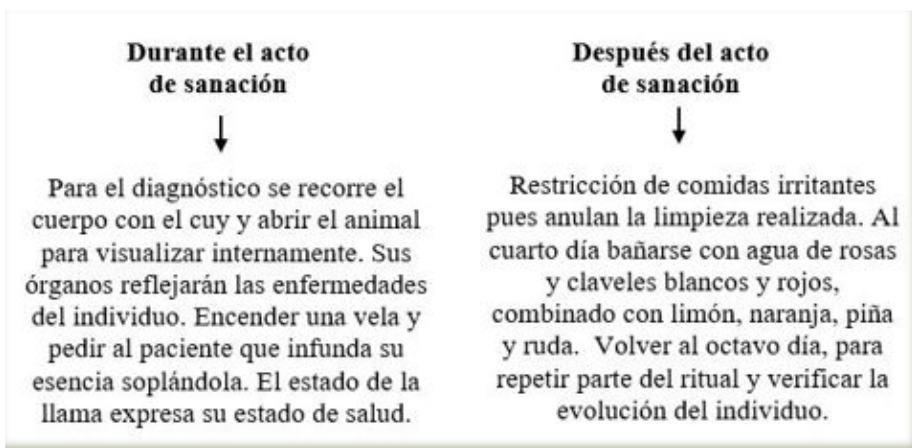 Durante el acto
de sanación
Para el diagnóstico se recorre el
cuerpo con el cuy y abrir el animal
para visualizar internamente. Sus
órganos reflejarán las enfermedades
del individuo. Encender una vela y
pedir al paciente que infunda su
esencia soplándola. El estado de la
llama expresa su estado de salud.
Después del acto
de sanación
Restricción de comidas irritantes
pues anulan la limpieza realizada. Al
cuarto día bañarse con agua de rosas
y claveles blancos y rojos,
combinado con limón, naranja, piña
y ruda. Volver al octavo día, para
repetir parte del ritual y verificar la
evolución del individuo.